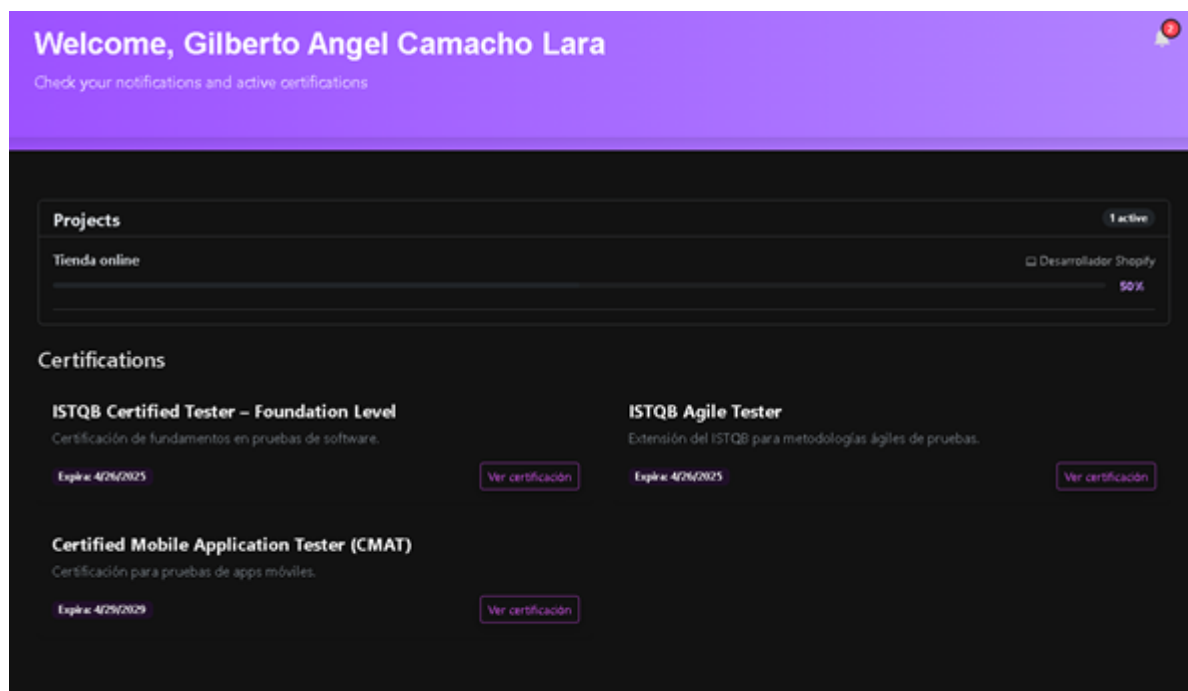 Welcome, Gilberto Angel Camacho Lara
2
Check your notifications and active certifications
Projects
1 active
Tienda online
Desarrollador Shopify
50%
Certifications
ISTQB Certified Tester – Foundation Level
Certificación de fundamentos en pruebas de software.
Expira: 4/26/2025
Ver certificación
ISTQB Agile Tester
Extensión del ISTQB para metodologías ágiles de pruebas.
Expira: 4/26/2025
Ver certificación
Certified Mobile Application Tester (CMAT)
Certificación para pruebas de apps móviles.
Expira: 4/29/2029
Ver certificación